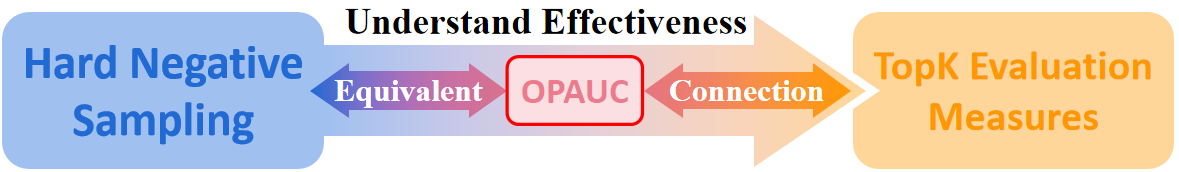 Understand Effectiveness
Hard Negative
Sampling
Equivalent
OPAUC
Connection
TopK Evaluation
Measures